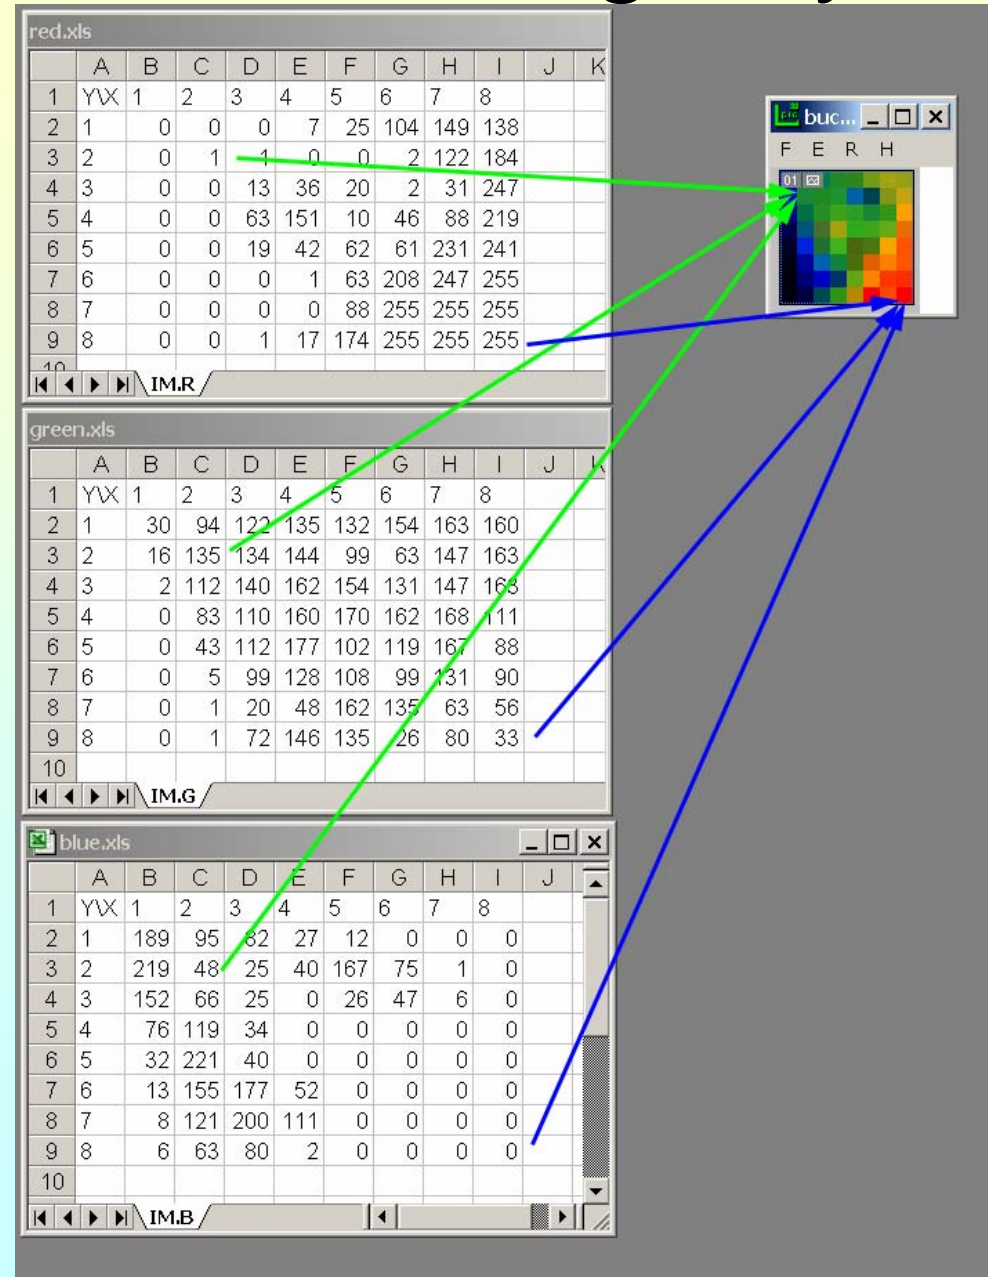 red.xls
A B C D E F G H I J K
1 Y\X 1 2 3 4 5 6 7 8
2 1 0 0 0 7 25 104 149 138
3 2 0 1 1 0 0 2 122 184
4 3 0 0 13 36 20 2 31 247
5 4 0 0 63 151 10 46 88 219
6 5 0 0 19 42 62 61 231 241
7 6 0 0 0 1 63 208 247 255
8 7 0 0 0 0 88 255 255 255
9 8 0 0 1 17 174 255 255 255
10
IM.R
buc...
F E R H
01
green.xls
A B C D E F G H I J K
1 Y\X 1 2 3 4 5 6 7 8
2 1 30 94 122 135 132 154 163 160
3 2 16 135 134 144 99 63 147 163
4 3 2 112 140 162 154 131 147 163
5 4 0 83 110 160 170 162 168 111
6 5 0 43 112 177 102 119 167 88
7 6 0 5 99 128 108 99 131 90
8 7 0 1 20 48 162 135 63 56
9 8 0 1 72 146 135 26 80 33
10
IM.G
blue.xls
A B C D E F G H I J
1 Y\X 1 2 3 4 5 6 7 8
2 1 189 95 82 27 12 0 0 0
3 2 219 48 25 40 167 75 1 0
4 3 152 66 25 0 26 47 6 0
5 4 76 119 34 0 0 0 0 0
6 5 32 221 40 0 0 0 0 0
7 6 13 155 177 52 0 0 0 0
8 7 8 121 200 111 0 0 0 0
9 8 6 63 80 2 0 0 0 0
10
IM.B